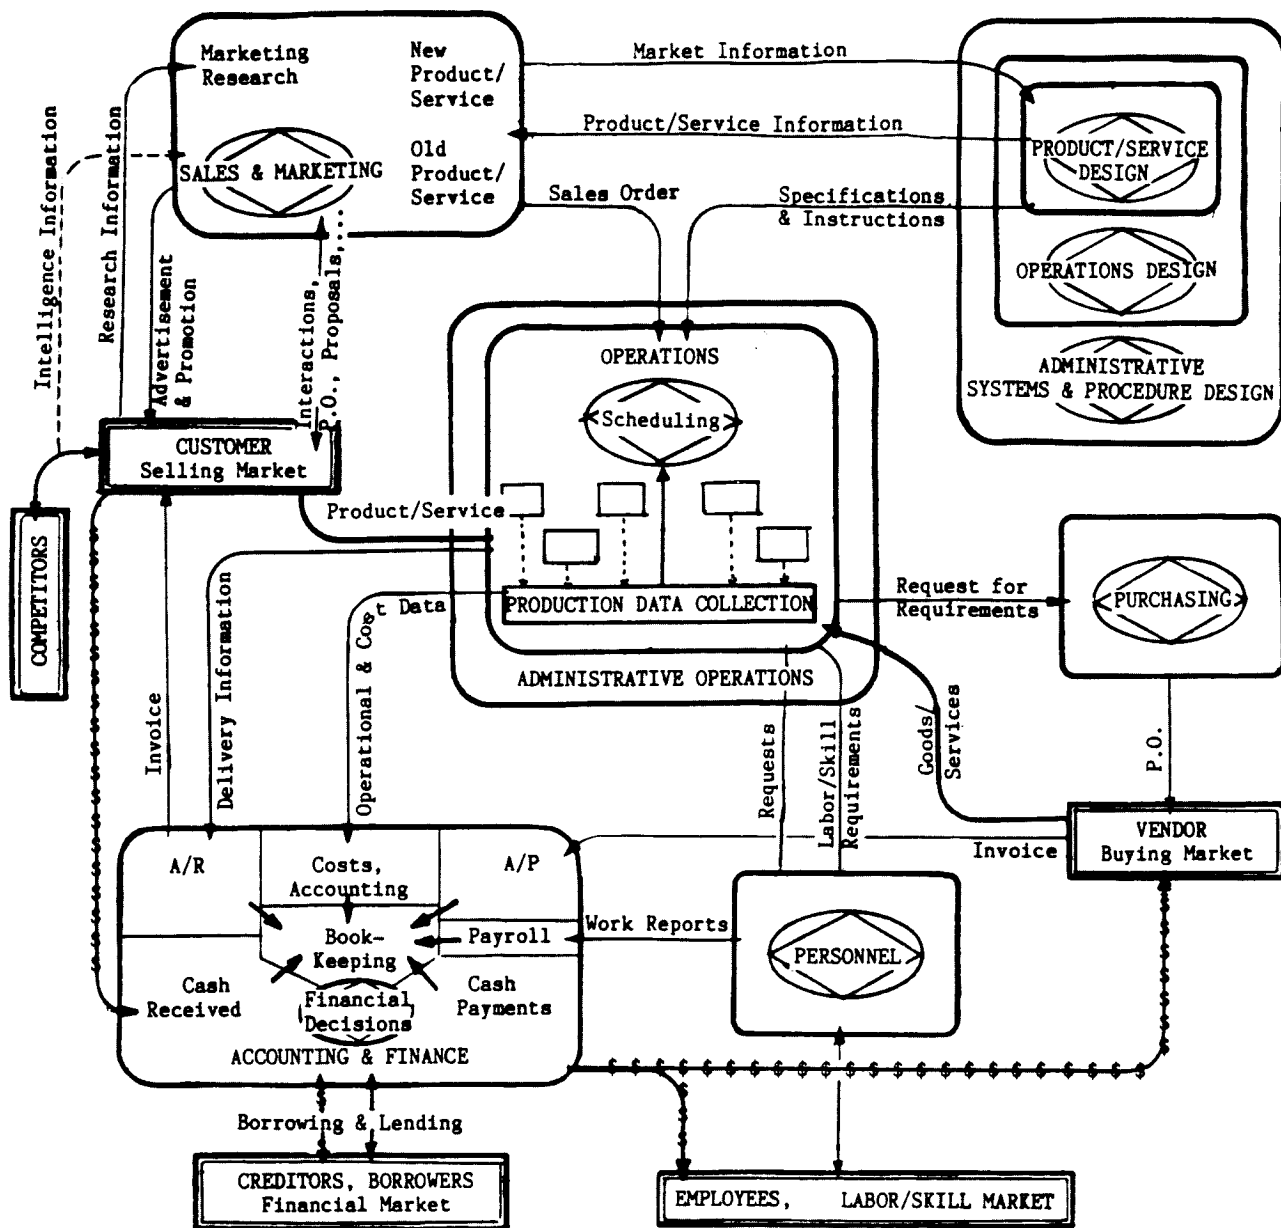 Marketing
Research
New
Product/
Service
SALES & MARKETING
Old
Product/
Service
Market Information
Product/Service Information
Sales Order
Specifications
& Instructions
PRODUCT/SERVICE
DESIGN
OPERATIONS DESIGN
ADMINISTRATIVE
SYSTEMS & PROCEDURE DESIGN
Intelligence Information
Research Information
Advertisement
& Promotion
Interactions,
P.O., Proposals,...
CUSTOMER
Selling Market
COMPETITORS
OPERATIONS
Scheduling
Product/Service
PRODUCTION DATA COLLECTION
ADMINISTRATIVE OPERATIONS
Request for
Requirements
PURCHASING
Invoice
Delivery Information
Operational & Cost Data
Requests
Labor/Skill
Requirements
Goods/
Services
P.O.
VENDOR
Buying Market
Invoice
A/R
Costs,
Accounting
A/P
Book-
Keeping
Payroll
Work Reports
PERSONNEL
Cash
Received
Financial
Decisions
Cash
Payments
ACCOUNTING & FINANCE
$ $ $ $ $ $ $ $ $ $ $ $ $ $ $ $ $ $ $ $ $ $ $
Borrowing & Lending
CREDITORS, BORROWERS
Financial Market
EMPLOYEES, LABOR/SKILL MARKET